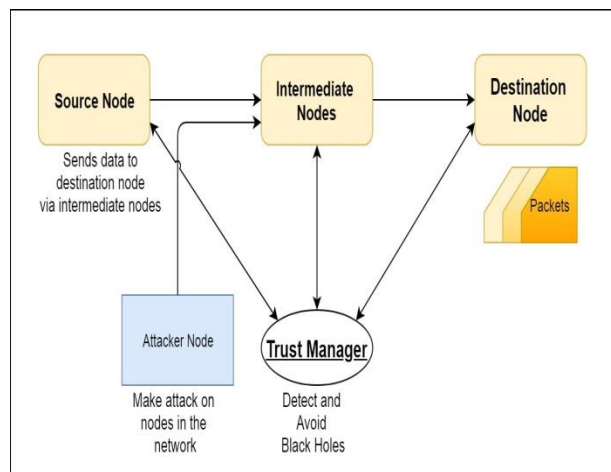 Source Node
Intermediate
Nodes
Destination
Node
Sends data to
destination node
via intermediate nodes
Packets
Attacker Node
Trust Manager
Make attack on
nodes in the
network
Detect and
Avoid
Black Holes